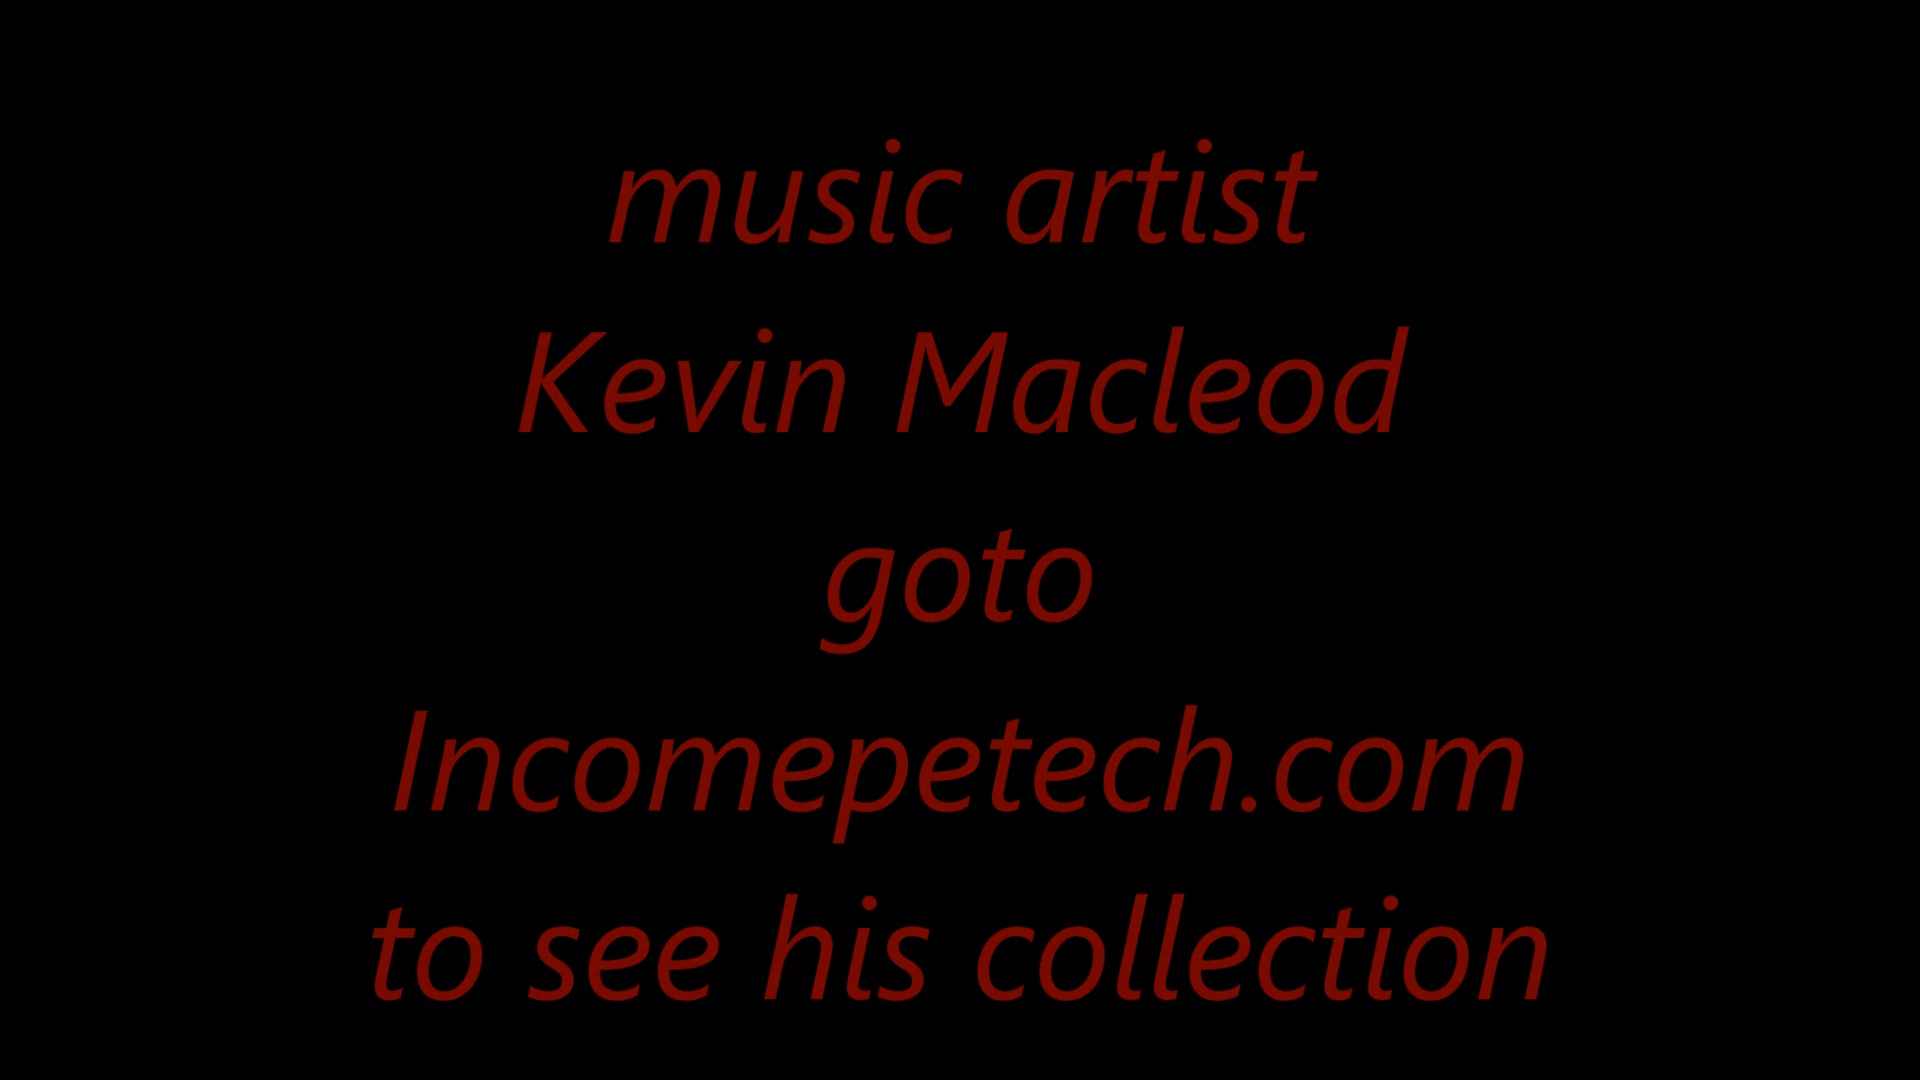 music artist
Kevin Macleod
goto
Incomepetech.com
to see his collection